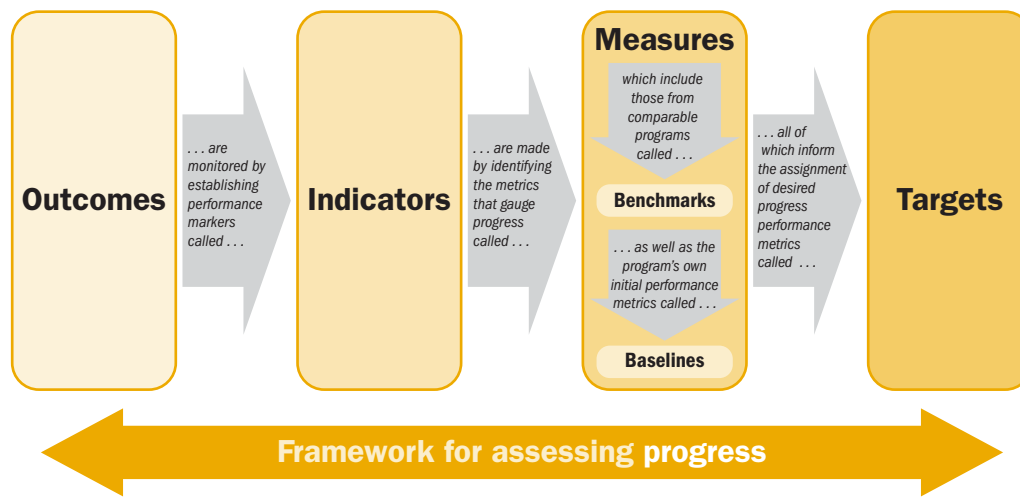 Outcomes
. . . are
monitored by
establishing
performance
markers
called . . .
Indicators
. . . are made
by identifying
the metrics
that gauge
progress
called . . .
Measures
which include
those from
comparable
programs
called . . .
Benchmarks
. . . as well as the
program's own
initial performance
metrics called . . .
Baselines
. . . all of
which inform
the assignment
of desired
progress
performance
metrics
called . . .
Targets
Framework for assessing progress